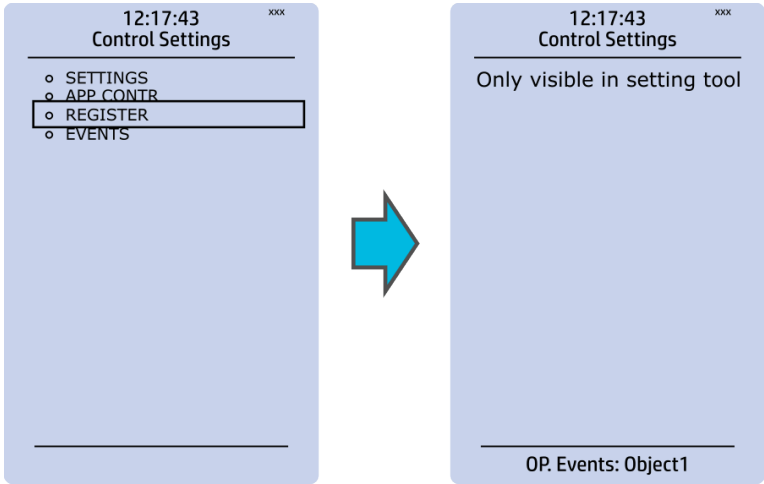 12:17:43 xxx
Control Settings
SETTINGS
APP CONTR
REGISTER
EVENTS
12:17:43 xxx
Control Settings
Only visible in setting tool
OP. Events: Object1